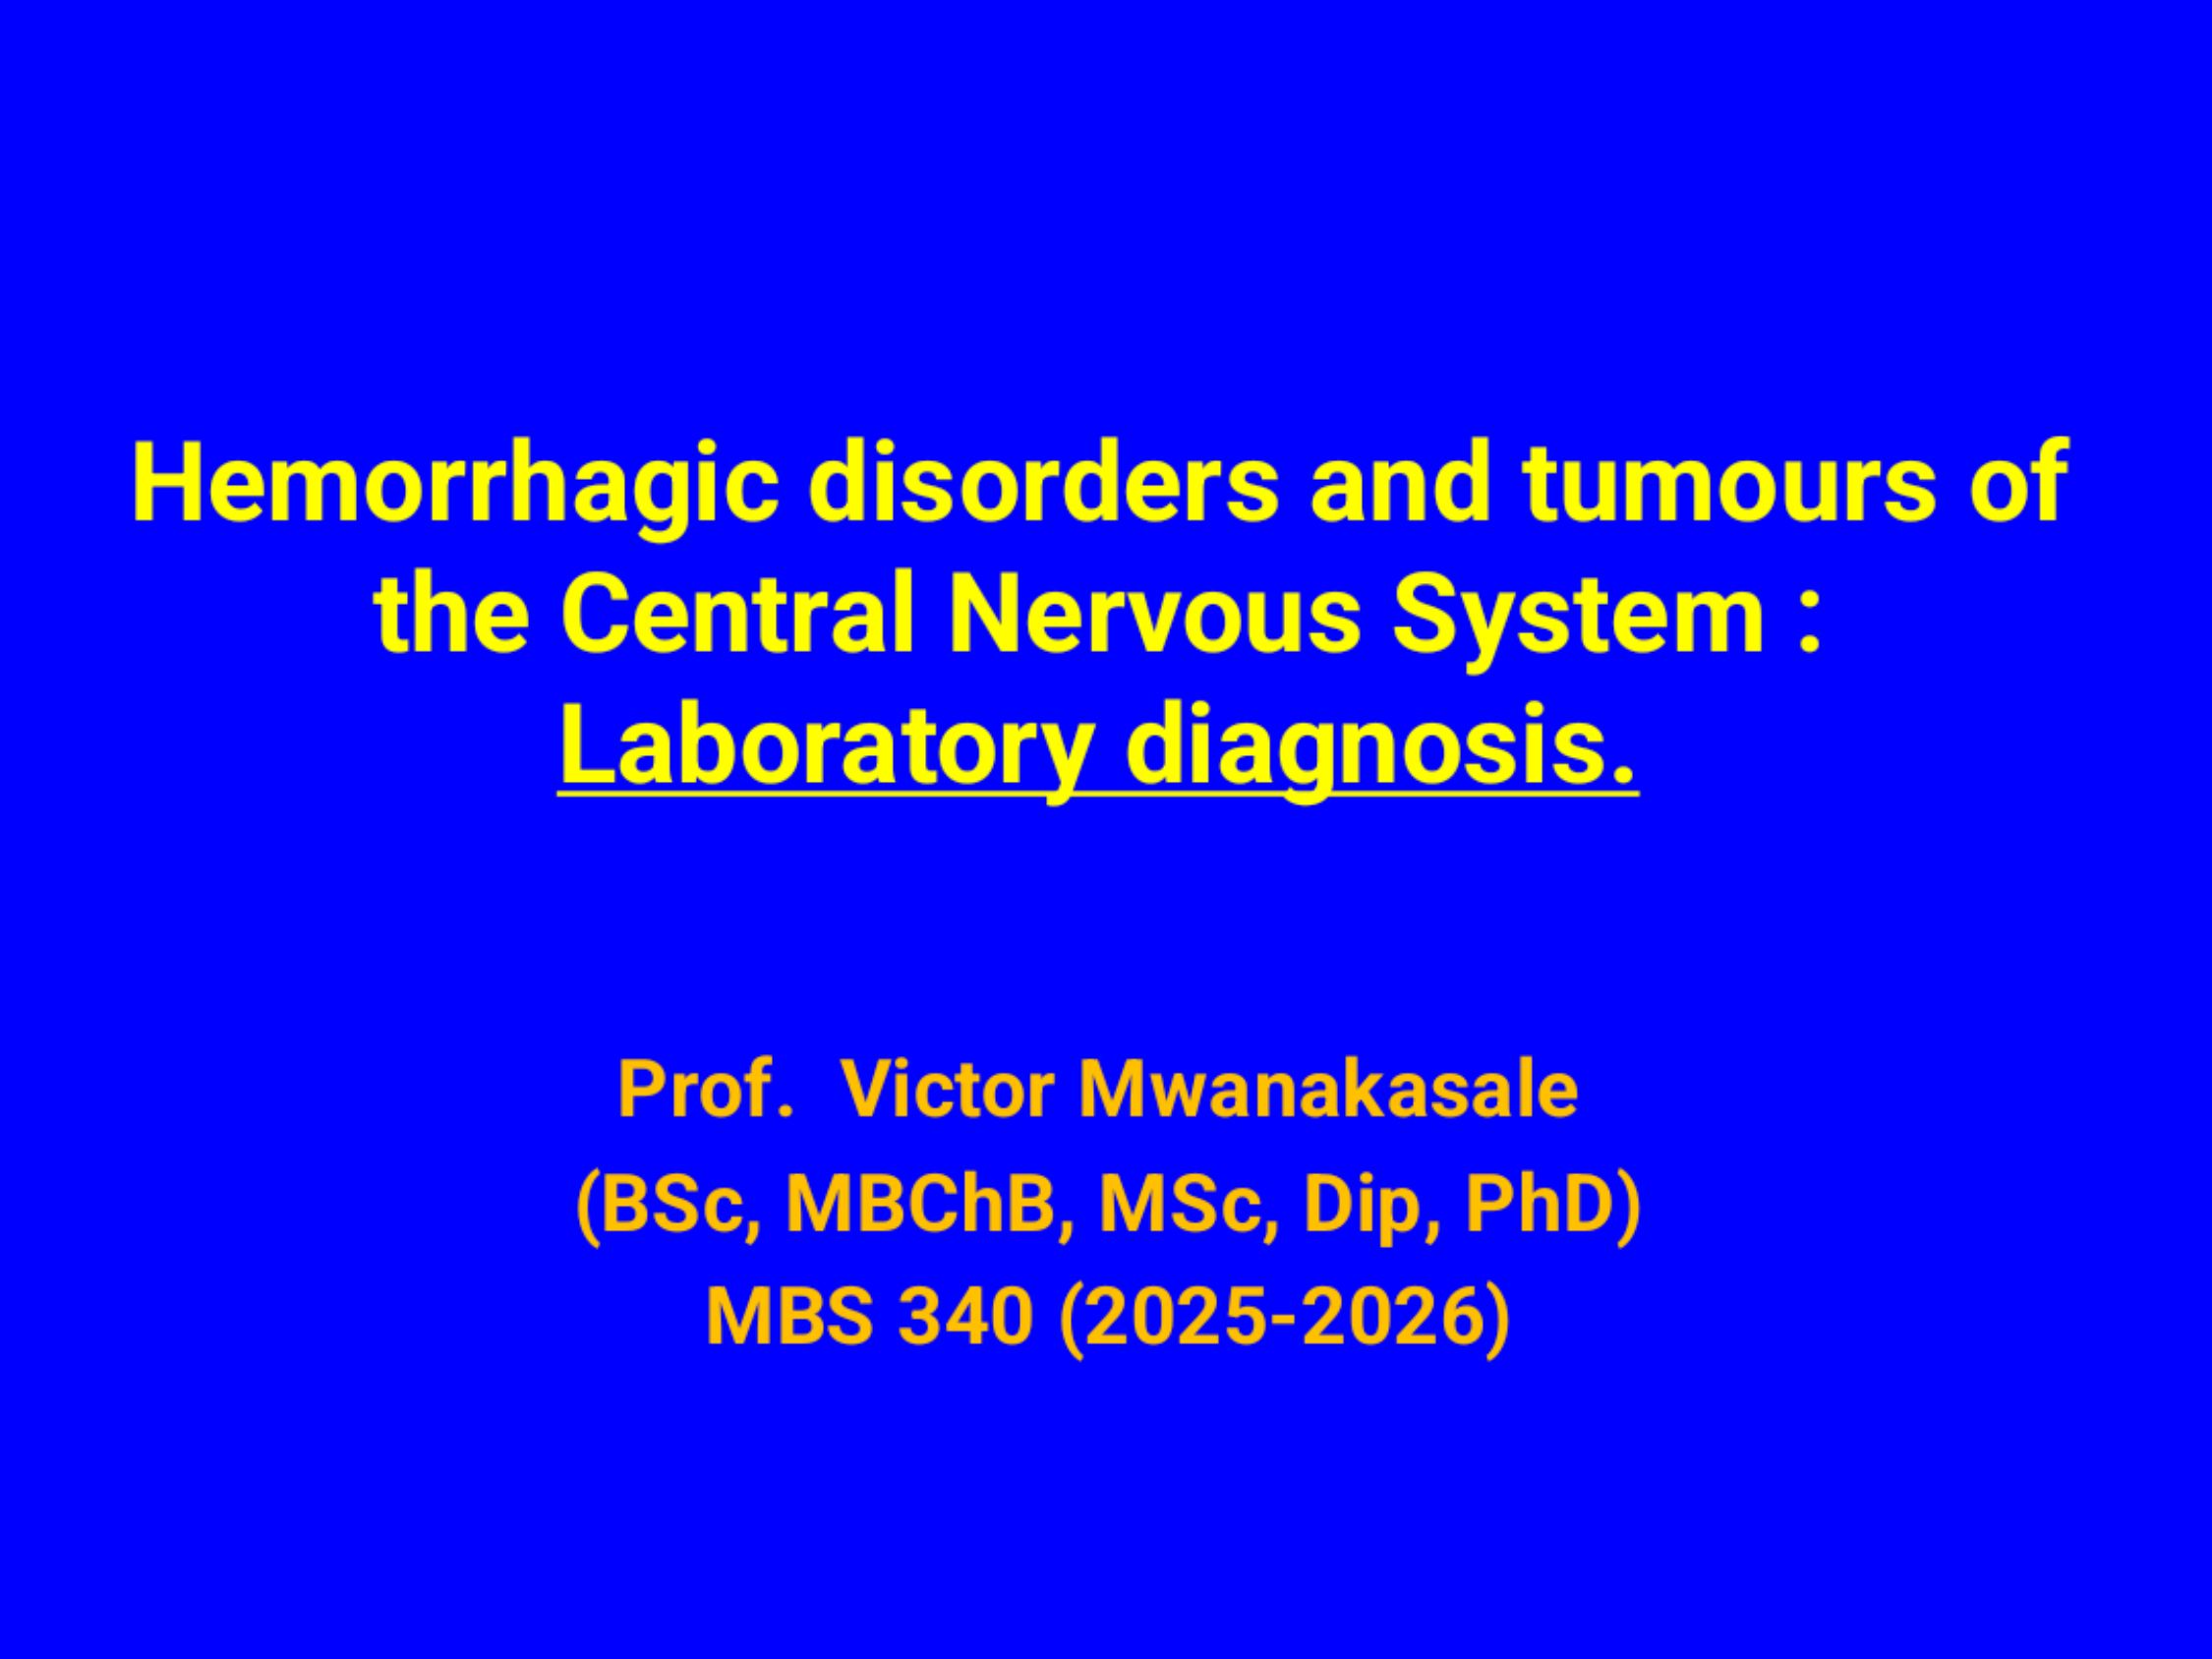 Hemorrhagic disorders and tumours of
the Central Nervous System :
Laboratory diagnosis.
Prof.  Victor Mwanakasale
(BSc, MBChB, MSc, Dip, PhD)
MBS 340 (2025-2026)